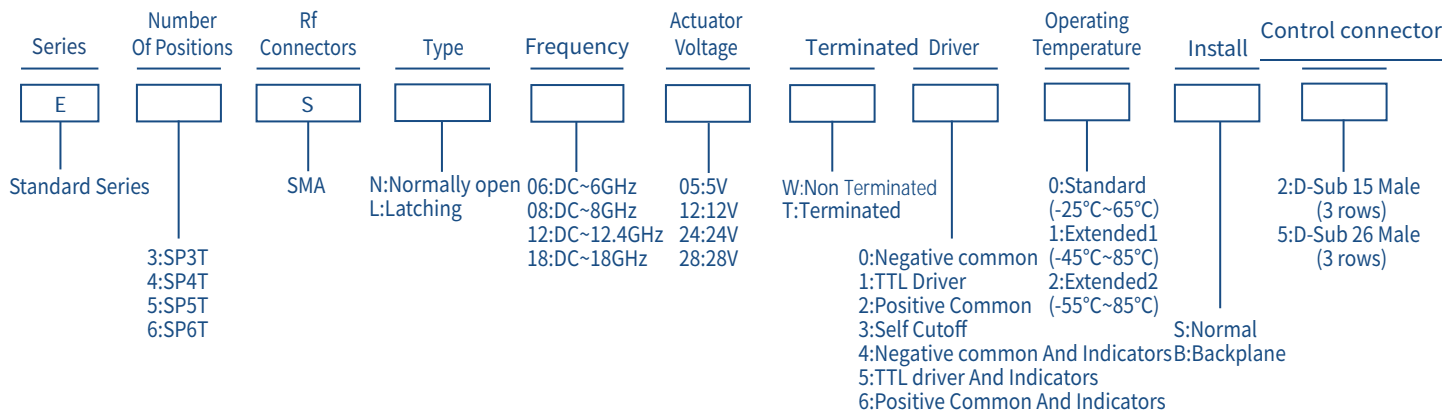 Series
Number
Of Positions
Rf
Connectors
Type
Frequency
Actuator
Voltage
Terminated
Driver
Operating
Temperature
Install
Control connector
E
S
Standard Series
3:SP3T
4:SP4T
5:SP5T
6:SP6T
SMA
N:Normally open
L:Latching
06:DC~6GHz
08:DC~8GHz
12:DC~12.4GHz
18:DC~18GHz
05:5V
12:12V
24:24V
28:28V
W:Non Terminated
T:Terminated
0:Negative common
1:TTL Driver
2:Positive Common
3:Self Cutoff
4:Negative common And Indicators
5:TTL driver And Indicators
6:Positive Common And Indicators
0:Standard
(-25°C~65°C)
1:Extended1
(-45°C~85°C)
2:Extended2
(-55°C~85°C)
S:Normal
B:Backplane
2:D-Sub 15 Male
(3 rows)
5:D-Sub 26 Male
(3 rows)